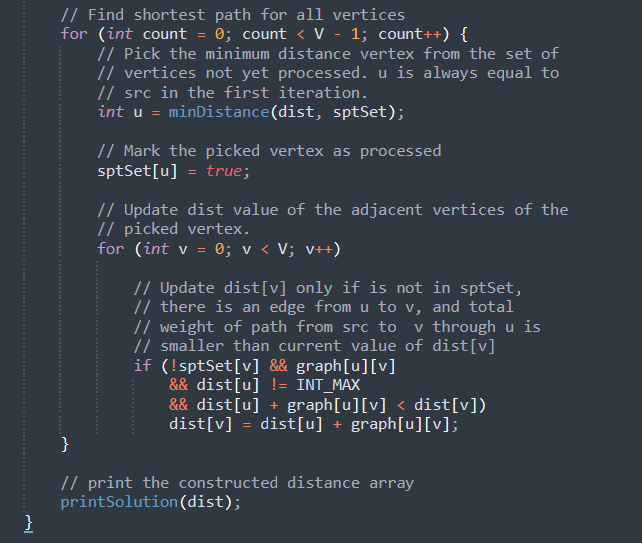 // Find shortest path for all vertices
for (int count = 0; count < V - 1; count++) {
// Pick the minimum distance vertex from the set of
// vertices not yet processed. u is always equal to
// src in the first iteration.
int u = minDistance(dist, sptSet);
// Mark the picked vertex as processed
sptSet[u] = true;
// Update dist value of the adjacent vertices of the
// picked vertex.
for (int v = 0; v < V; v++)
// Update dist[v] only if is not in sptSet,
// there is an edge from u to v, and total
// weight of path from src to  v through u is
// smaller than current value of dist[v]
if (!sptSet[v] && graph[u][v]
&& dist[u] != INT_MAX
&& dist[u] + graph[u][v] < dist[v])
dist[v] = dist[u] + graph[u][v];
}
// print the constructed distance array
printSolution(dist);
}